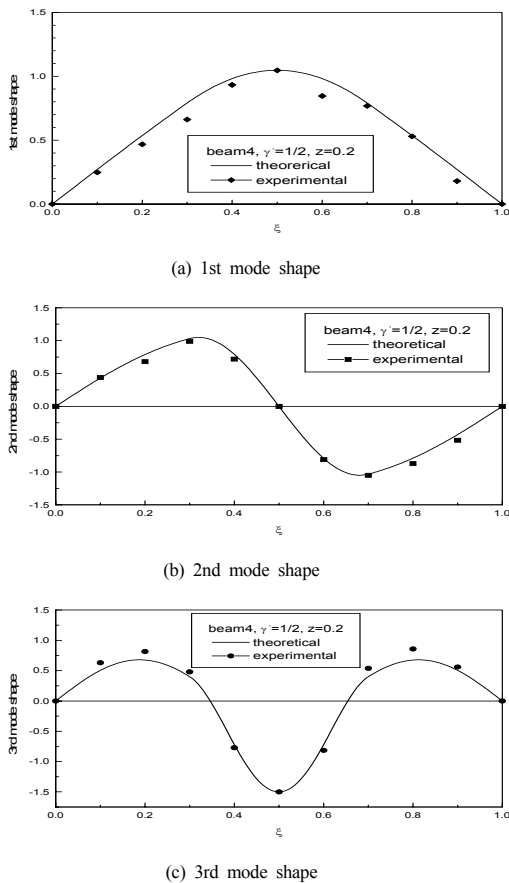 1st mode shape
1.0
0.5
0.0
beam4, γ'=1/2, z=0.2
theorerical
experimental
0.0 0.2 0.4 0.6 0.8 1.0
ξ
(a) 1st mode shape
2nd mode shape
1.5
1.0
0.5
0.0
-0.5
-1.0
-1.5
beam4, γ'=1/2, z=0.2
theoretical
experimental
0.0 0.2 0.4 0.6 0.8 1.0
ξ
(b) 2nd mode shape
3rd mode shape
1.5
1.0
0.5
0.0
-0.5
-1.0
-1.5
beam4, γ'=1/2, z=0.2
theoretical
experimental
0.0 0.2 0.4 0.6 0.8 1.0
ξ
(c) 3rd mode shape